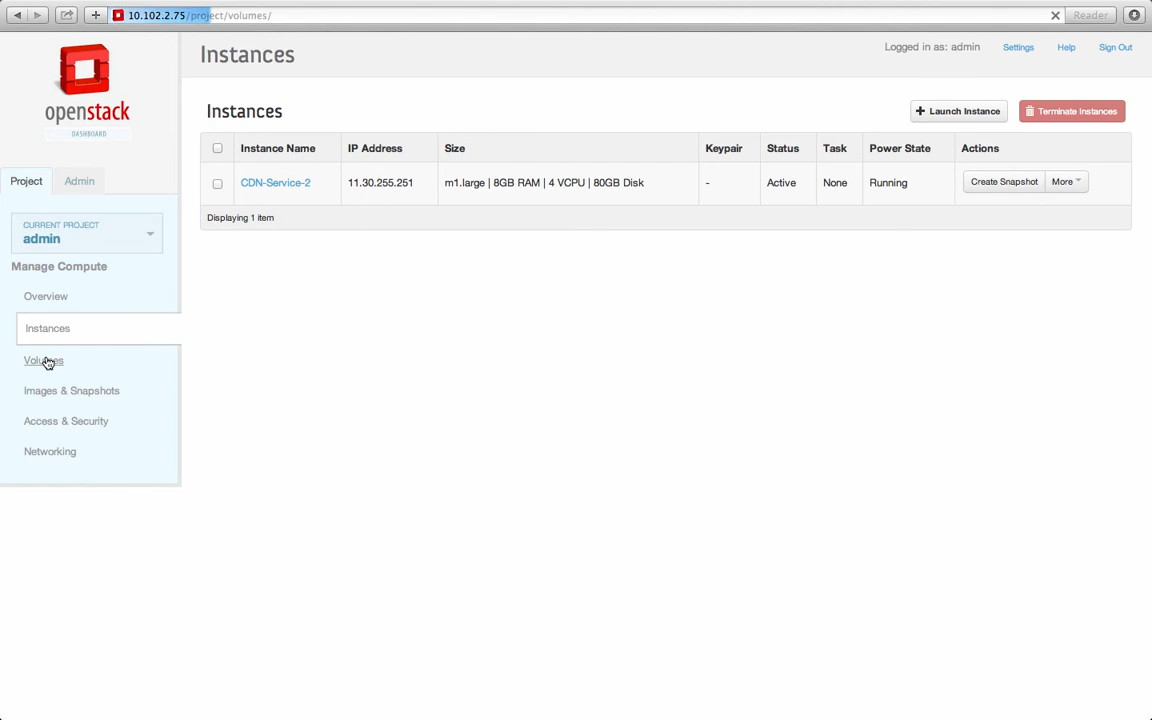 10.102.2.75/project/volumes/
Reader
openstack
DASHBOARD
Project
Admin
CURRENT PROJECT
admin
Manage Compute
Overview
Instances
Volumes
Images & Snapshots
Access & Security
Networking
Instances
Logged in as: admin
Settings
Help
Sign Out
Instances
Launch Instance
Terminate Instances
Instance Name
IP Address
Size
Keypair
Status
Task
Power State
Actions
CDN-Service-2
11.30.255.251
m1.large | 8GB RAM | 4 VCPU | 80GB Disk
-
Active
None
Running
Create Snapshot
More
Displaying 1 item